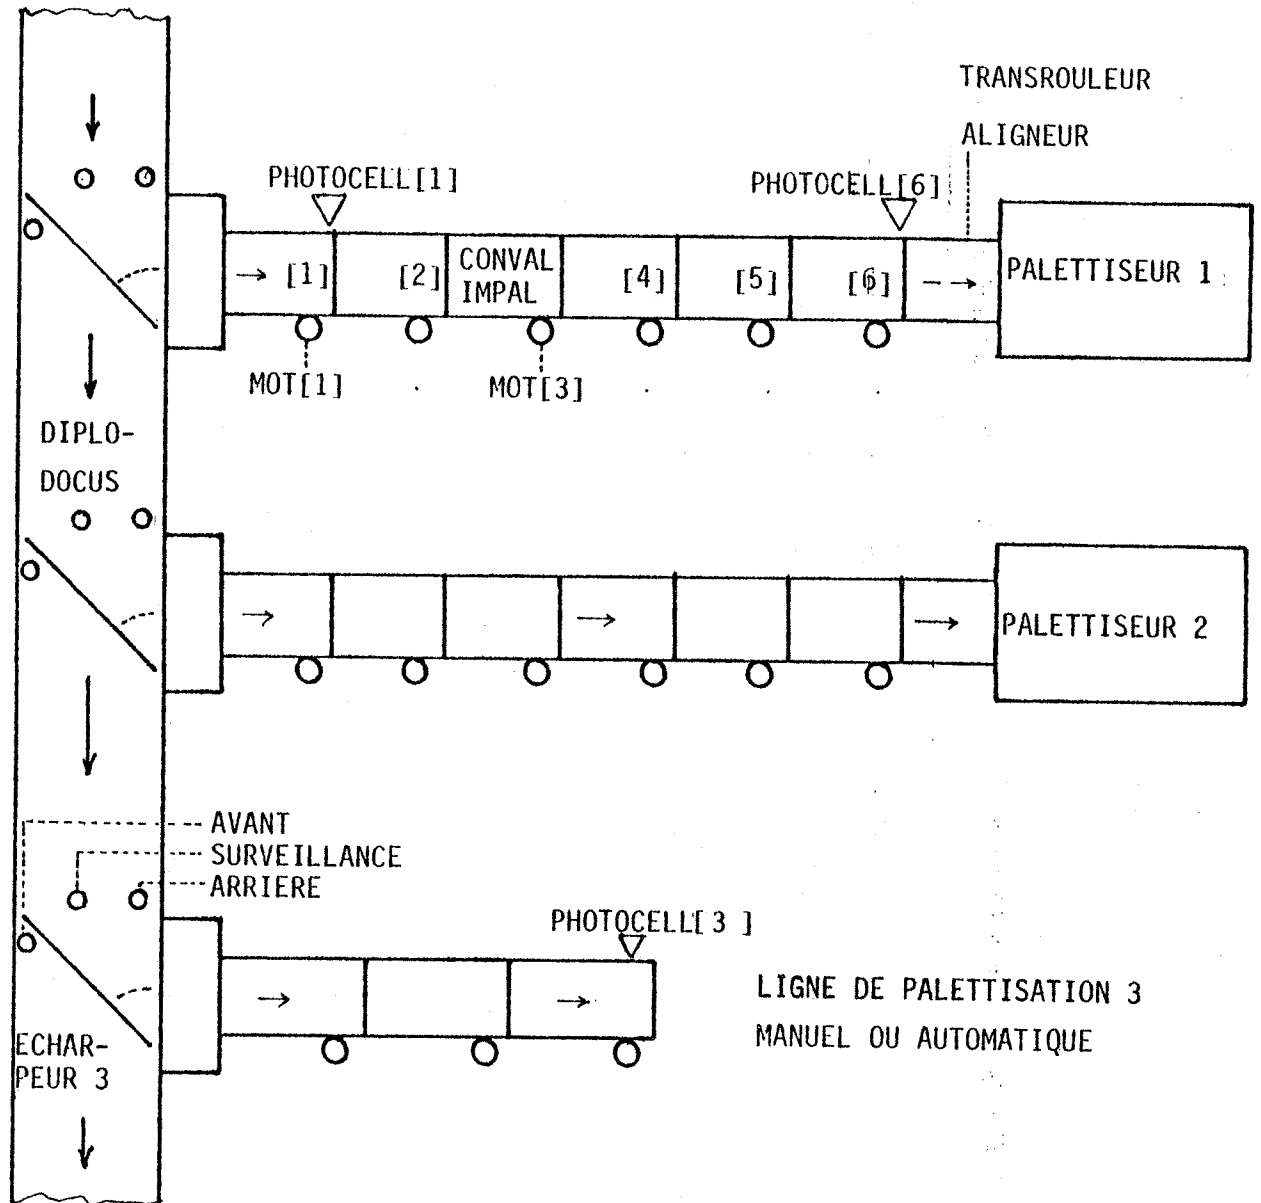 TRANSROULEUR
ALIGNEUR
PHOTOCELL[1]
PHOTOCELL[6]
[1]
[2]
CONVAL
IMPAL
[4]
[5]
[6]
PALETTISEUR 1
MOT[1]
MOT[3]
DIPLO-
DOCUS
PALETTISEUR 2
AVANT
SURVEILLANCE
ARRIERE
PHOTOCELL[3 ]
LIGNE DE PALETTISATION 3
MANUEL OU AUTOMATIQUE
ECHAR-
PEUR 3